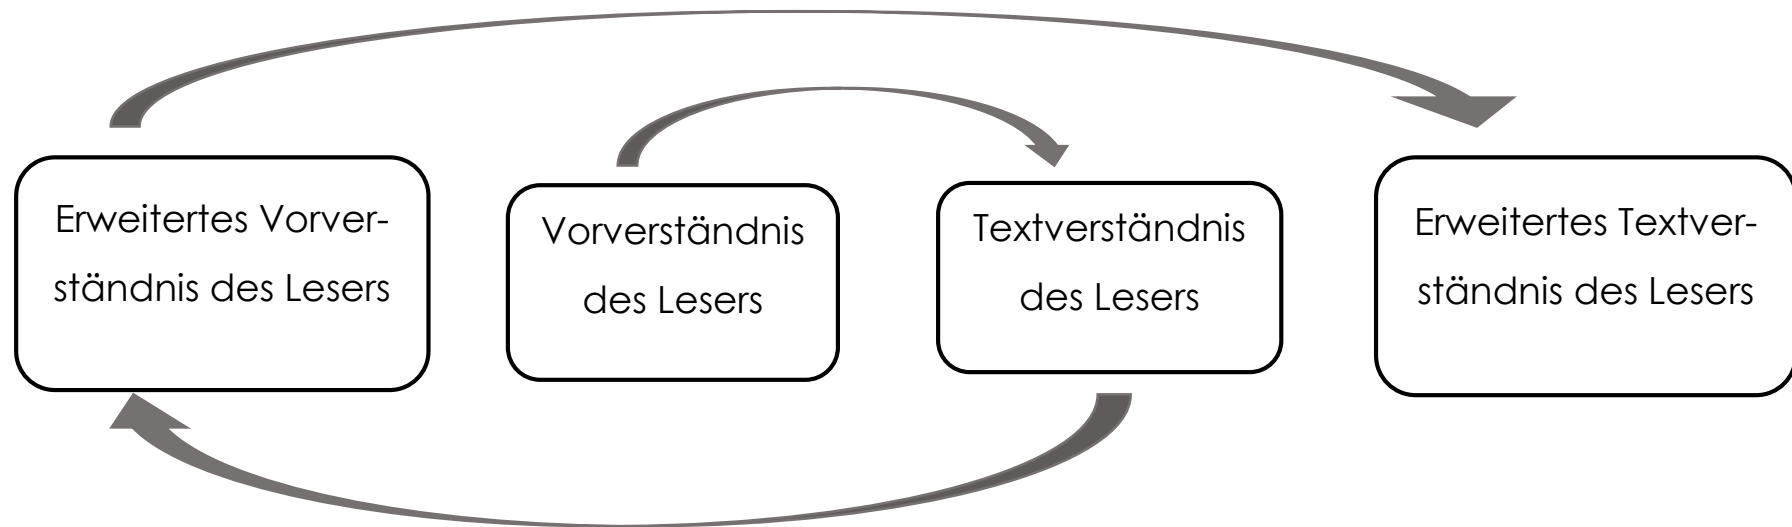 Erweitertes Vorver-
ständnis des Lesers
Vorverständnis
des Lesers
Textverständnis
des Lesers
Erweitertes Textver-
ständnis des Lesers